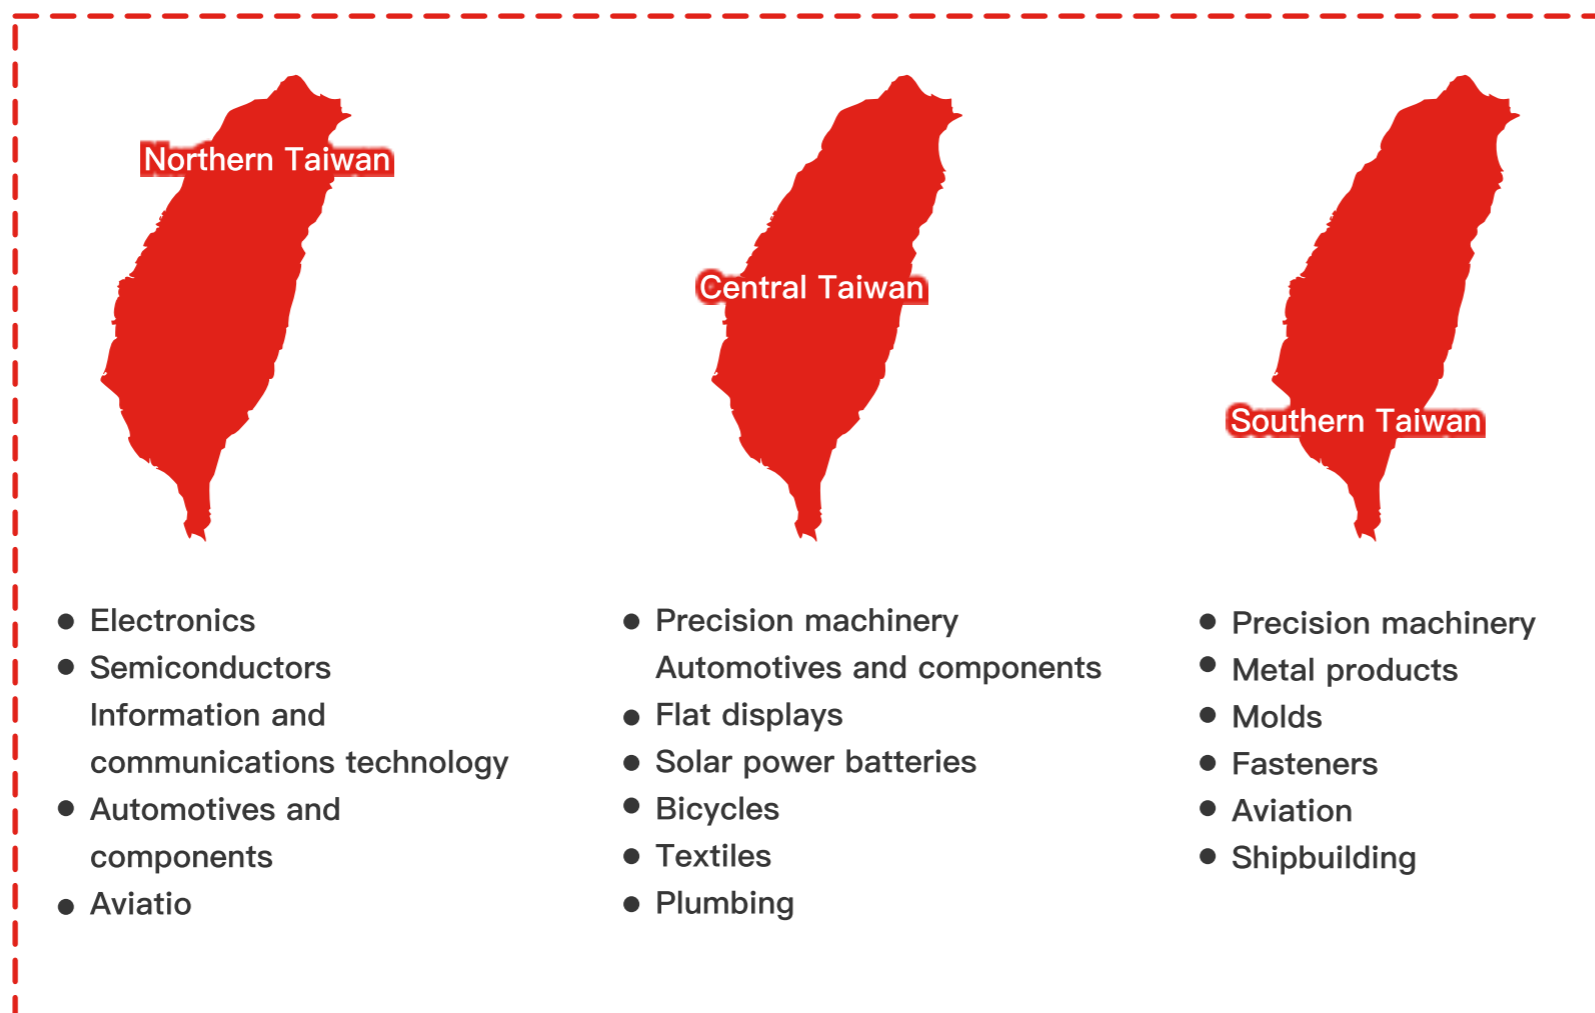 Northern Taiwan
Central Taiwan
Southern Taiwan
● Electronics
● Semiconductors
Information and
communications technology
● Automotives and
components
● Aviatio
● Precision machinery
Automotives and components
● Flat displays
● Solar power batteries
● Bicycles
● Textiles
● Plumbing
● Precision machinery
● Metal products
● Molds
● Fasteners
● Aviation
● Shipbuilding